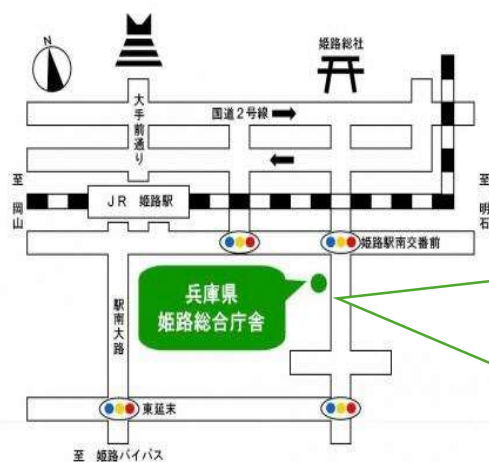 N
姫路総社
大手前通り
国道2号線
至 岡山
JR 姫路駅
至 明石
姫路駅南交番前
兵庫県
姫路総合庁舎
駅南大路
東延末
至 姫路バイパス